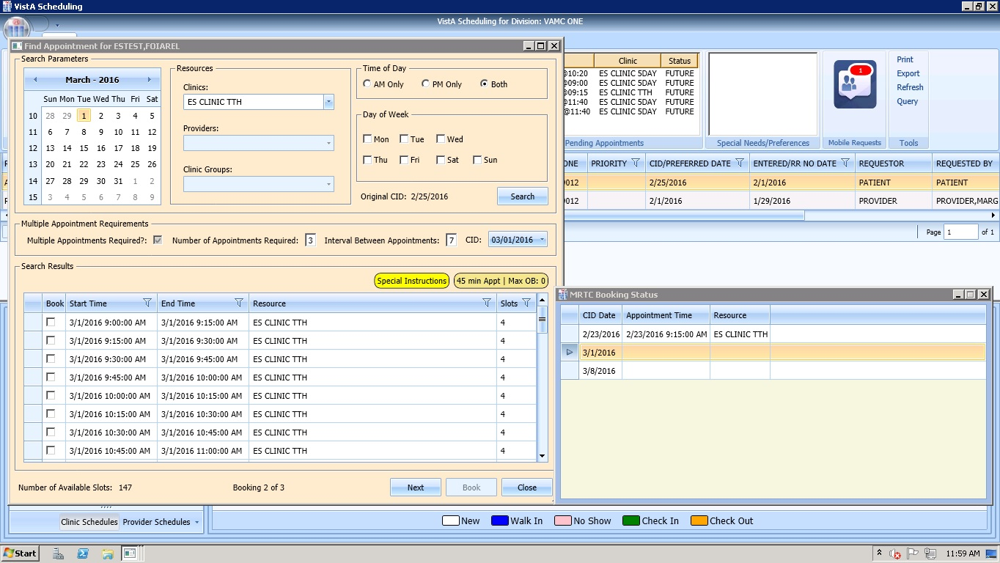 VistA Scheduling
VistA Scheduling for Division: VAMC ONE
Find Appointment for ESTEST,FOIAREL
Search Parameters
March - 2016
Sun Mon Tue Wed Thu Fri Sat
10 28 29 1 2 3 4 5
11 6 7 8 9 10 11 12
12 13 14 15 16 17 18 19
13 20 21 22 23 24 25 26
14 27 28 29 30 31 1 2
15 3 4 5 6 7 8 9
Resources
Clinics:
ES CLINIC TTH
Providers:
Clinic Groups:
Time of Day
AM Only PM Only Both
Day of Week
Mon Tue Wed
Thu Fri Sat Sun
Original CID: 2/25/2016
Search
Multiple Appointment Requirements
Multiple Appointments Required?: Number of Appointments Required: 3 Interval Between Appointments: 7 CID: 03/01/2016
Search Results
Special Instructions 45 min Appt | Max OB: 0
Book Start Time End Time Resource Slots
3/1/2016 9:00:00 AM 3/1/2016 9:15:00 AM ES CLINIC TTH 4
3/1/2016 9:15:00 AM 3/1/2016 9:30:00 AM ES CLINIC TTH 4
3/1/2016 9:30:00 AM 3/1/2016 9:45:00 AM ES CLINIC TTH 4
3/1/2016 9:45:00 AM 3/1/2016 10:00:00 AM ES CLINIC TTH 4
3/1/2016 10:00:00 AM 3/1/2016 10:15:00 AM ES CLINIC TTH 4
3/1/2016 10:15:00 AM 3/1/2016 10:30:00 AM ES CLINIC TTH 4
3/1/2016 10:30:00 AM 3/1/2016 10:45:00 AM ES CLINIC TTH 4
3/1/2016 10:45:00 AM 3/1/2016 11:00:00 AM ES CLINIC TTH 4
Number of Available Slots: 147 Booking 2 of 3 Next Book Close
Clinic Status
@10:20 ES CLINIC 5DAY FUTURE
@09:00 ES CLINIC 5DAY FUTURE
@09:15 ES CLINIC TTH FUTURE
@11:40 ES CLINIC 5DAY FUTURE
@11:40 ES CLINIC 5DAY FUTURE
Pending Appointments
Special Needs/Preferences
1
Mobile Requests
Print
Export
Refresh
Query
Tools
ONE PRIORITY CID/PREFERRED DATE ENTERED/RR NO DATE REQUESTOR REQUESTED BY
0012 2/25/2016 2/1/2016 PATIENT PATIENT
0012 2/1/2016 1/29/2016 PROVIDER PROVIDER,MARG
Page 1 of 1
MRTC Booking Status
CID Date Appointment Time Resource
2/23/2016 2/23/2016 9:15:00 AM ES CLINIC TTH
3/1/2016
3/8/2016
Clinic Schedules Provider Schedules
New Walk In No Show Check In Check Out
Start
11:59 AM